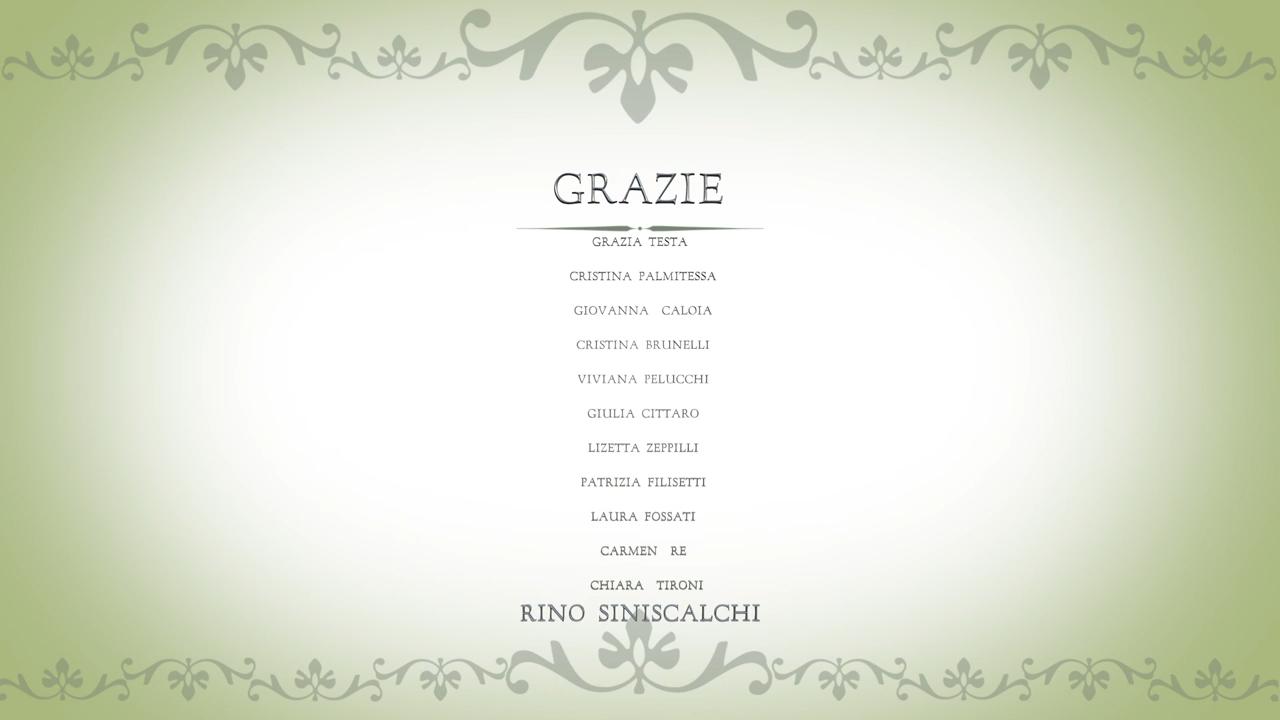 GRAZIE
GRAZIA TESTA
CRISTINA PALMITESSA
GIOVANNA CALOIA
CRISTINA BRUNELLI
VIVIANA PELUCCHI
GIULIA CITTARO
LIZETTA ZEPPILLI
PATRIZIA FILISETTI
LAURA FOSSATI
CARMEN RE
CHIARA TIRONI
RINO SINISCALCHI